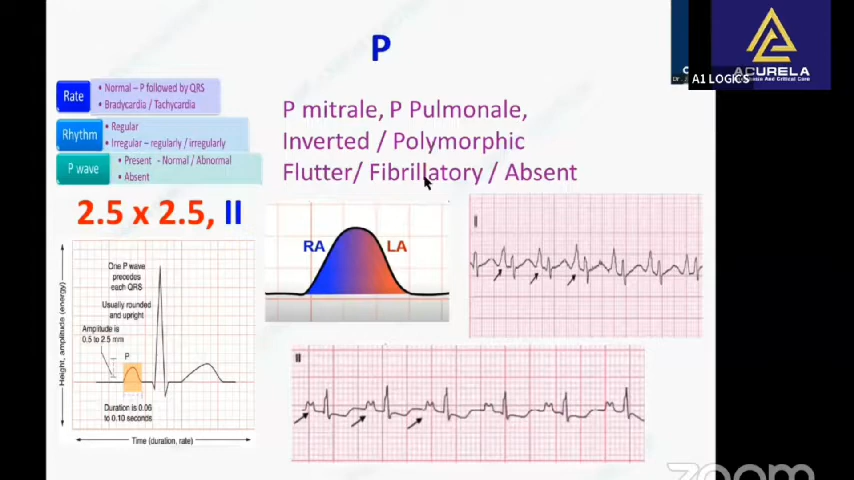 P
A1 LOGICS
ACURELA
Rate
• Normal – P followed by QRS
• Bradycardia / Tachycardia
Rhythm
• Regular
• Irregular – regularly / irregularly
P wave
• Present - Normal / Abnormal
• Absent
P mitrale, P Pulmonale,
Inverted / Polymorphic
Flutter/ Fibrillatory / Absent
2.5 x 2.5, II
Height, amplitude (energy)
One P wave
precedes
each QRS
Usually rounded
and upright
Amplitude is
0.5 to 2.5 mm
P
Duration is 0.06
to 0.10 seconds
Time (duration, rate)
RA
LA
II
II
zoom